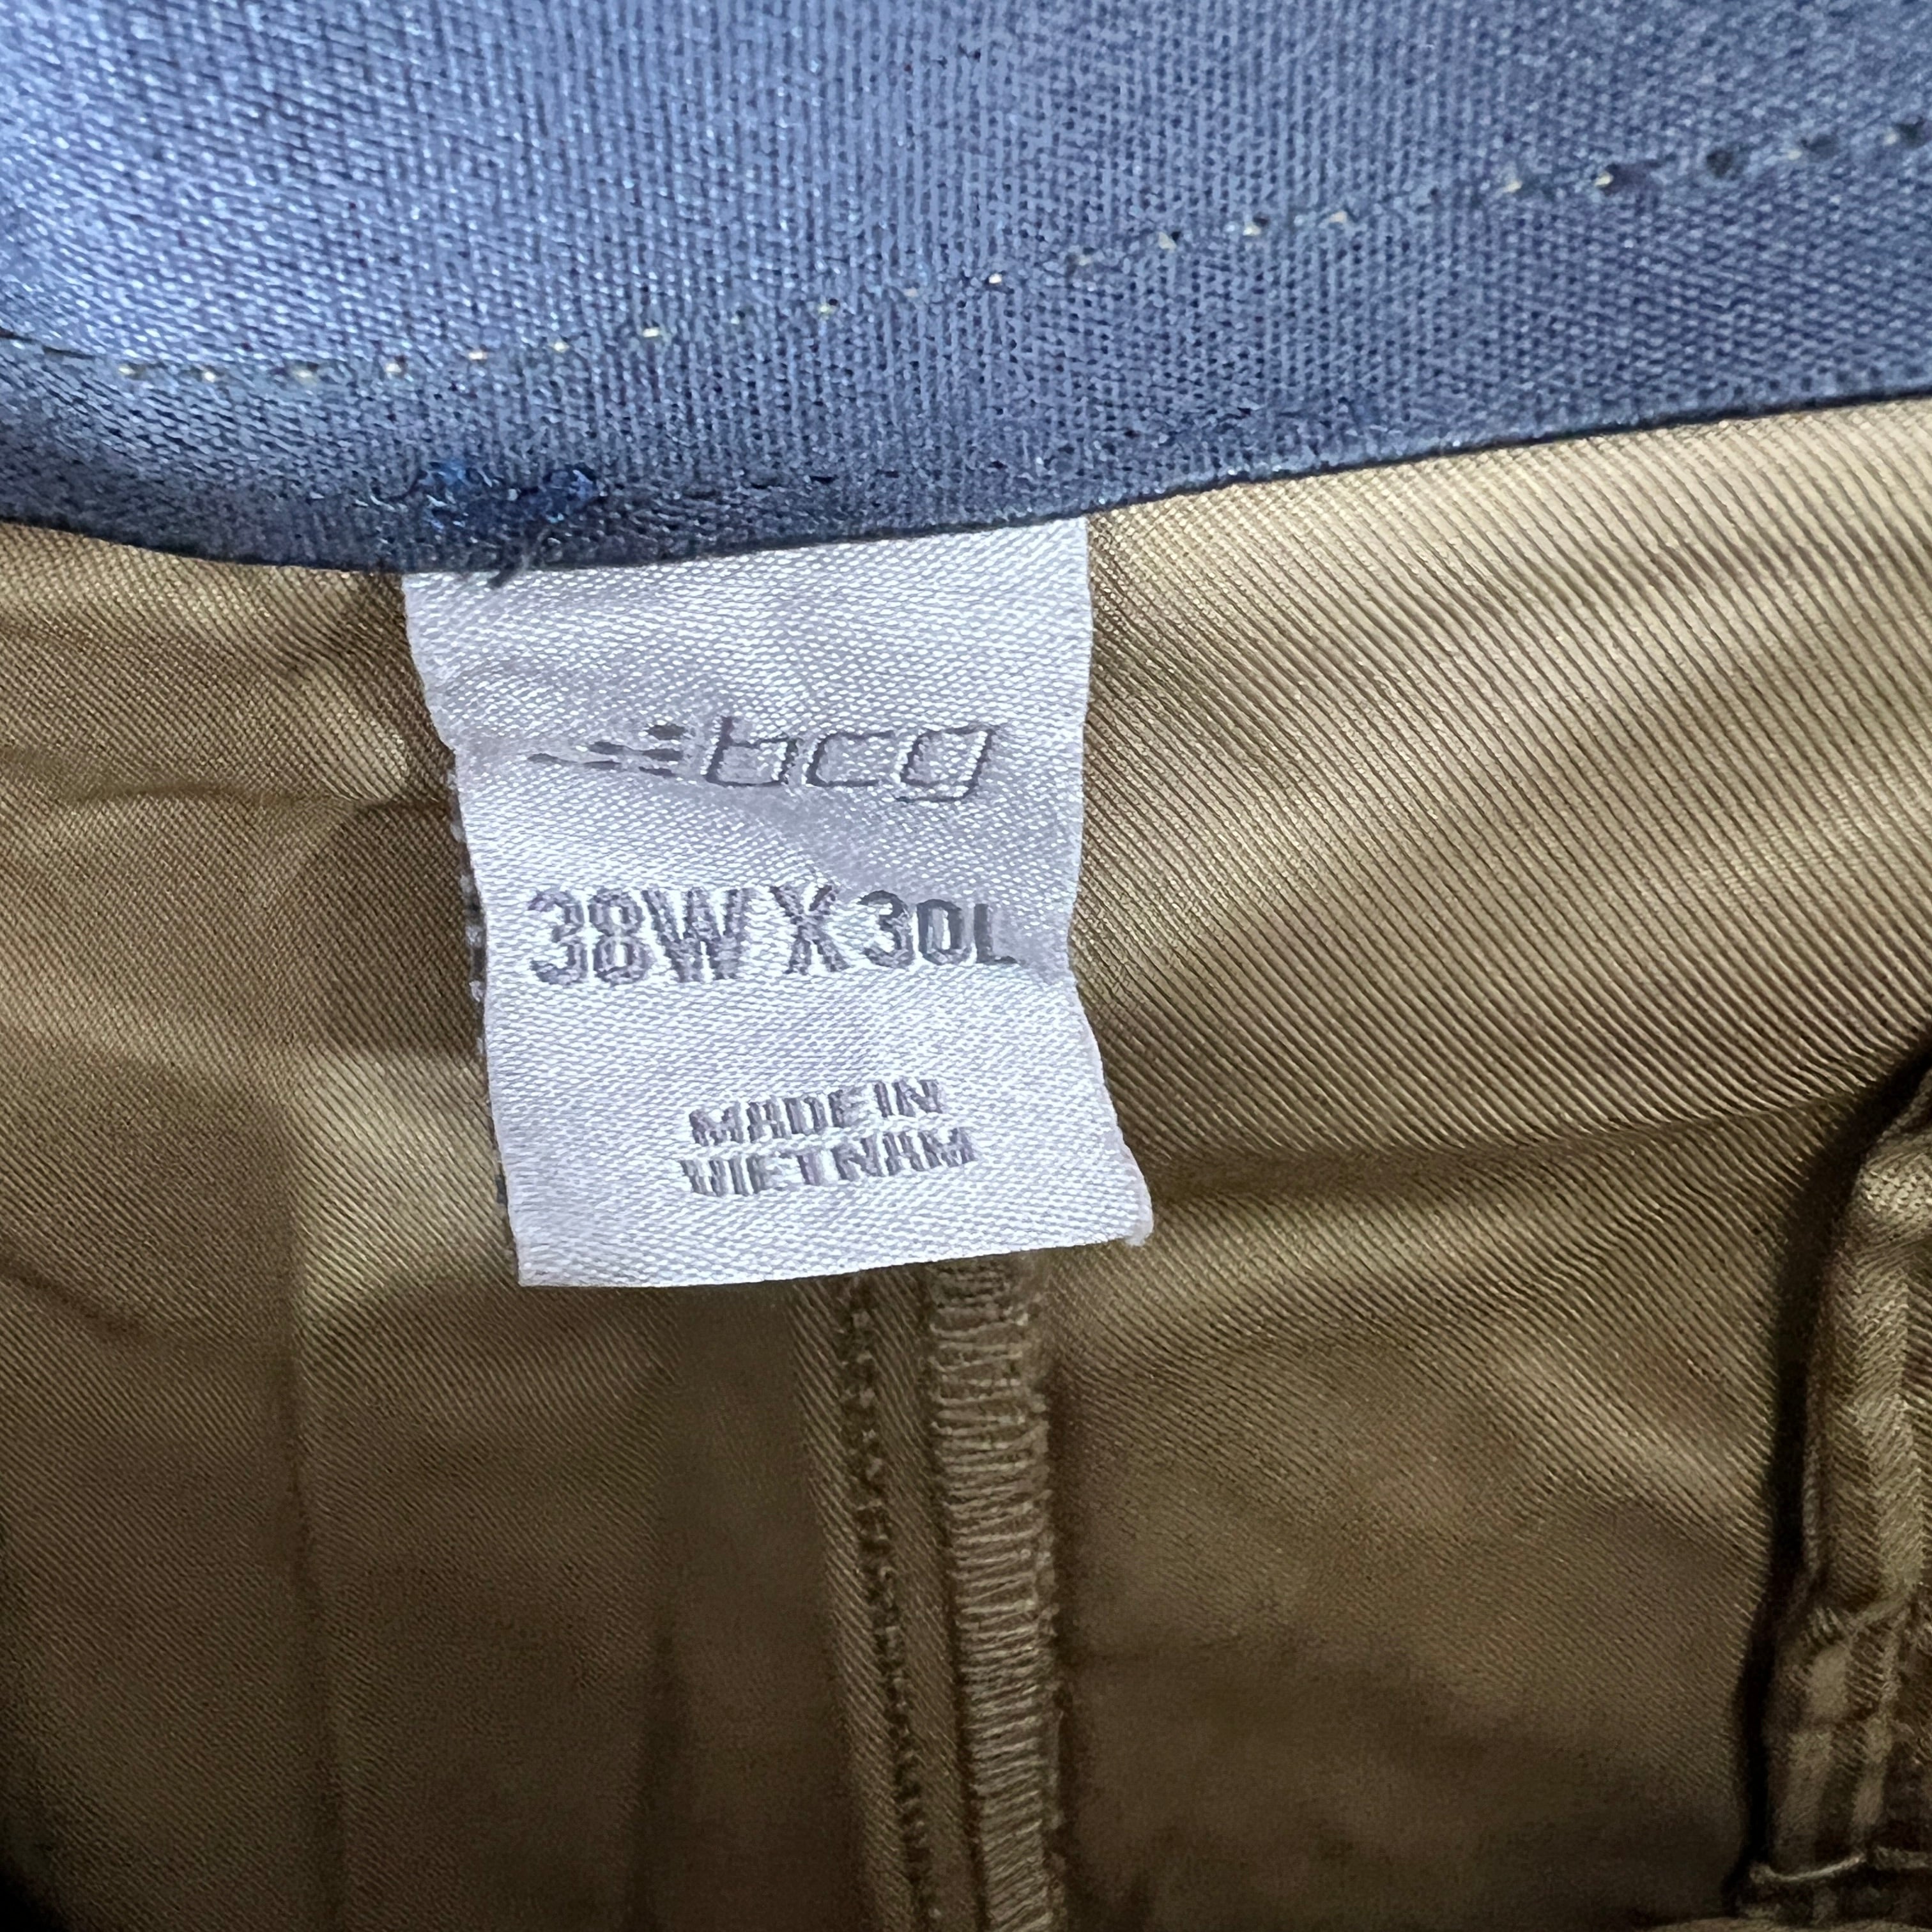 bcg
38W X 30L
MADE IN
VIETNAM